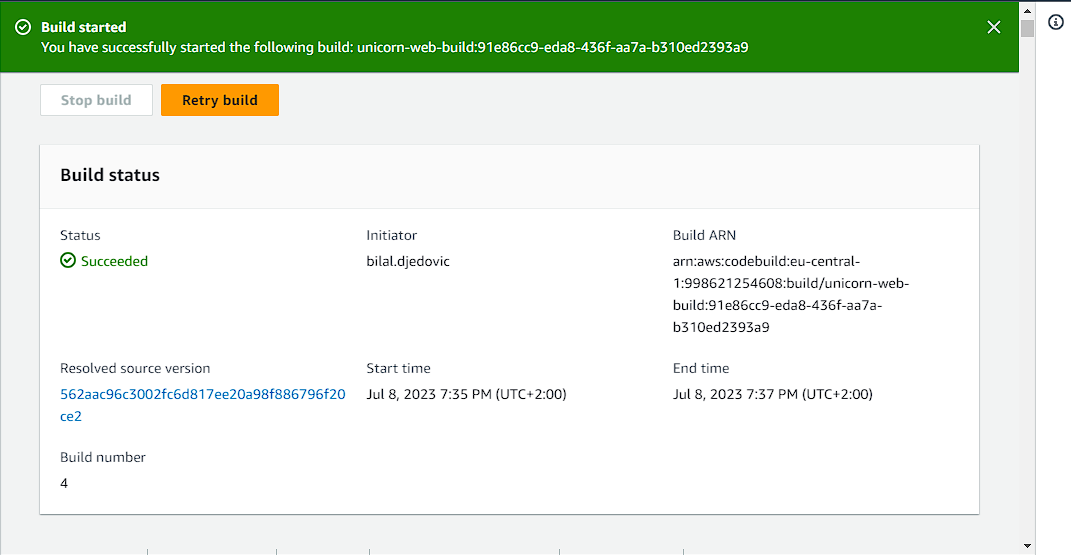 Build started
You have successfully started the following build: unicorn-web-build:91e86cc9-eda8-436f-aa7a-b310ed2393a9
Stop build
Retry build
Build status
Status
Initiator
Build ARN
Succeeded
bilal.djedovic
arn:aws:codebuild:eu-central-
1:998621254608:build/unicorn-web-
build:91e86cc9-eda8-436f-aa7a-
b310ed2393a9
Resolved source version
Start time
End time
562aac96c3002fc6d817ee20a98f886796f20
ce2
Jul 8, 2023 7:35 PM (UTC+2:00)
Jul 8, 2023 7:37 PM (UTC+2:00)
Build number
4